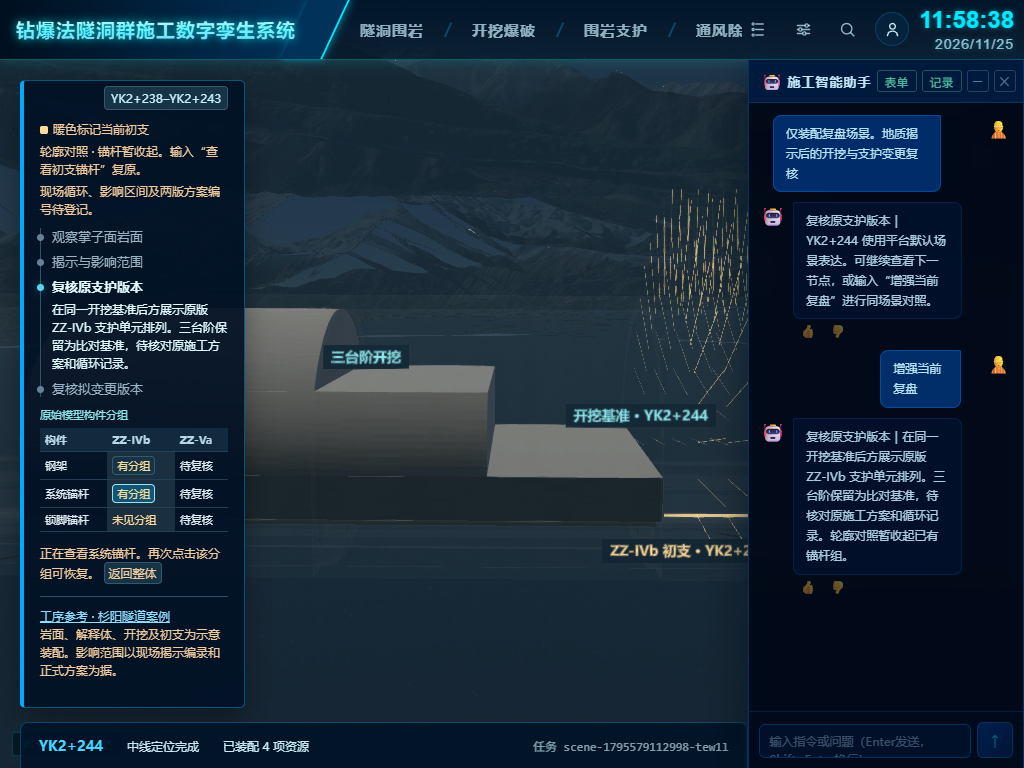 钻爆法隧洞群施工数字孪生系统
隧洞围岩 / 开挖爆破 / 围岩支护 / 通风除
11:58:38
2026/11/25
YK2+238—YK2+243
暖色标记当前初支
轮廓对照 · 锚杆暂收起。输入“查
看初支锚杆”复原。
现场循环、影响区间及两版方案编
号待登记。
观察掌子面岩面
揭示与影响范围
复核原支护版本
在同一开挖基准后方展示原版
ZZ-IVb 支护单元排列。三台阶保
留为比对基准，待核对原施工方
案和循环记录。
复核拟变更版本
原始模型构件分组
构件 ZZ-IVb ZZ-Va
钢架 有分组 待复核
系统锚杆 有分组 待复核
锁脚锚杆 未见分组 待复核
正在查看系统锚杆。再次点击该分
组可恢复。 返回整体
工序参考 · 杉阳隧道案例
岩面、解释体、开挖及初支为示意
装配。影响范围以现场揭示编录和
正式方案为据。
三台阶开挖
开挖基准 · YK2+244
ZZ-IVb 初支 · YK2+2
YK2+244 中线定位完成 已装配 4 项资源 任务 scene-1795579112998-tew1l
施工智能助手 表单 记录
仅装配复盘场景。地质揭
示后的开挖与支护变更复
核
复核原支护版本 |
YK2+244 使用平台默认场
景表达。可继续查看下一
节点，或输入“增强当前
复盘”进行同场景对照。
增强当前
复盘
复核原支护版本 | 在同一
开挖基准后方展示原版
ZZ-IVb 支护单元排列。三
台阶保留为比对基准，待
核对原施工方案和循环记
录。轮廓对照暂收起已有
锚杆组。
输入指令或问题（Enter发送，